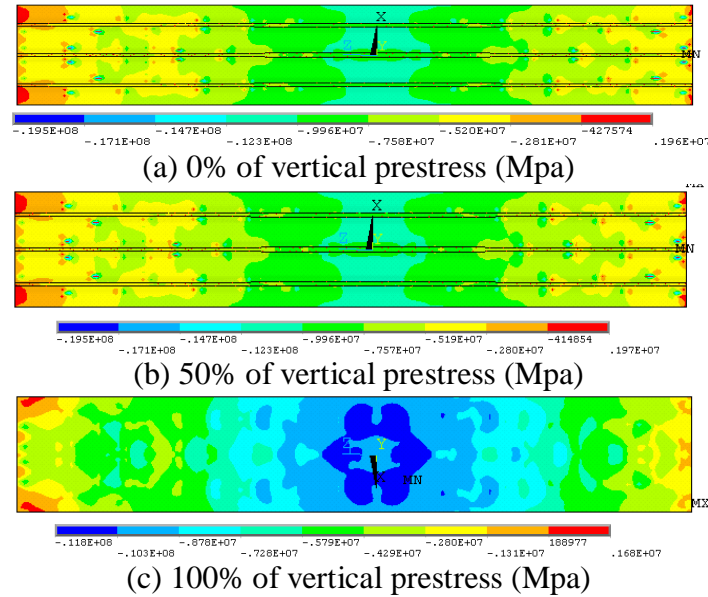 X
Z Y
MN
-.195E+08 -.147E+08 -.996E+07 -.520E+07 -427574
-.171E+08 -.123E+08 -.758E+07 -.281E+07 .196E+07
(a) 0% of vertical prestress (Mpa)
MX
X
Z Y
MN
-.195E+08 -.147E+08 -.996E+07 -.519E+07 -414854
-.171E+08 -.123E+08 -.757E+07 -.280E+07 .197E+07
(b) 50% of vertical prestress (Mpa)
Z Y
X MN
MX
-.118E+08 -.878E+07 -.579E+07 -.280E+07 188977
-.103E+08 -.728E+07 -.429E+07 -.131E+07 .168E+07
(c) 100% of vertical prestress (Mpa)